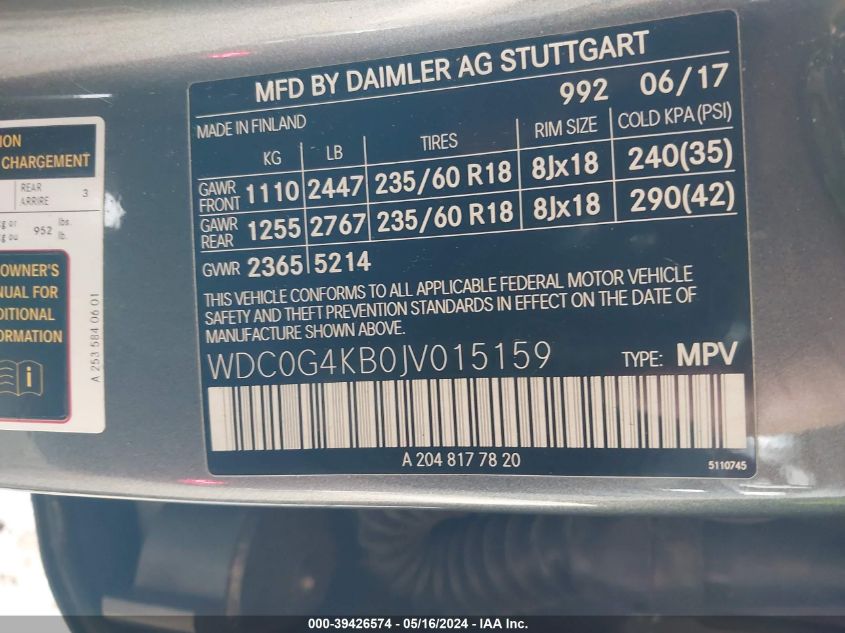 MFD BY DAIMLER AG STUTTGART
992 06/17
MADE IN FINLAND
KG LB TIRES RIM SIZE COLD KPA (PSI)
GAWR FRONT 1110 2447 235/60 R18 8Jx18 240(35)
GAWR REAR 1255 2767 235/60 R18 8Jx18 290(42)
GVWR 2365 5214
THIS VEHICLE CONFORMS TO ALL APPLICABLE FEDERAL MOTOR VEHICLE
SAFETY AND THEFT PREVENTION STANDARDS IN EFFECT ON THE DATE OF
MANUFACTURE SHOWN ABOVE.
WDC0G4KB0JV015159 TYPE: MPV
A 204 817 78 20
5110745
CHARGEMENT
REAR 3
ARRIERE
952 lbs.
lb.
OWNER'S
FOR
A 253 584 06 01
000-39426574 - 05/16/2024 - IAA Inc.